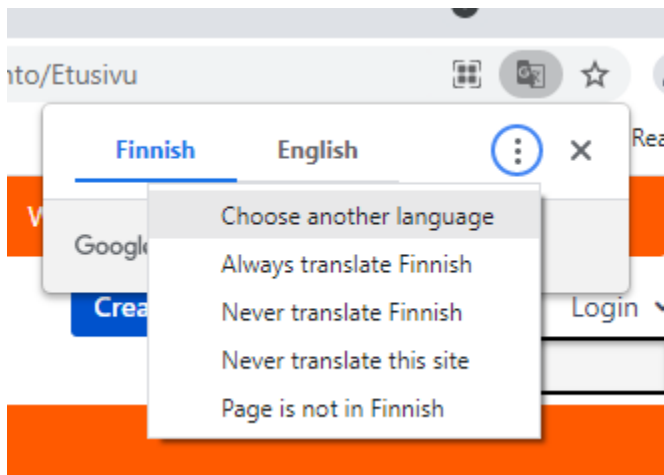 nto/Etusivu
Finnish English
Choose another language
Google
Always translate Finnish
Never translate Finnish
Login
Never translate this site
Page is not in Finnish